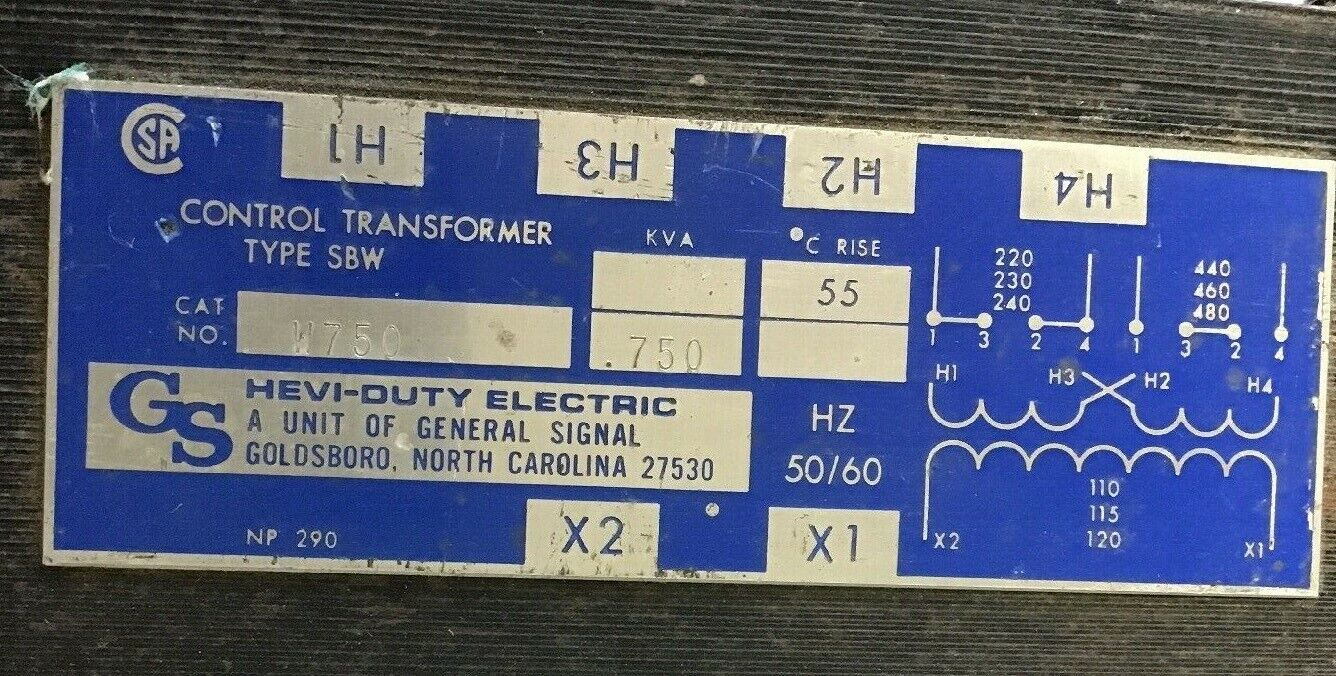 CSA
H1 H3 H2 H4
CONTROL TRANSFORMER
TYPE SBW
KVA
°C RISE
55
CAT
NO. W750
.750
220
230
240
440
460
480
1 3 2 4 1 3 2 4
H1 H3 H2 H4
GS
HEVI-DUTY ELECTRIC
A UNIT OF GENERAL SIGNAL
GOLDSBORO, NORTH CAROLINA 27530
HZ
50/60
110
115
120
X2 X1
NP 290
X2 X1